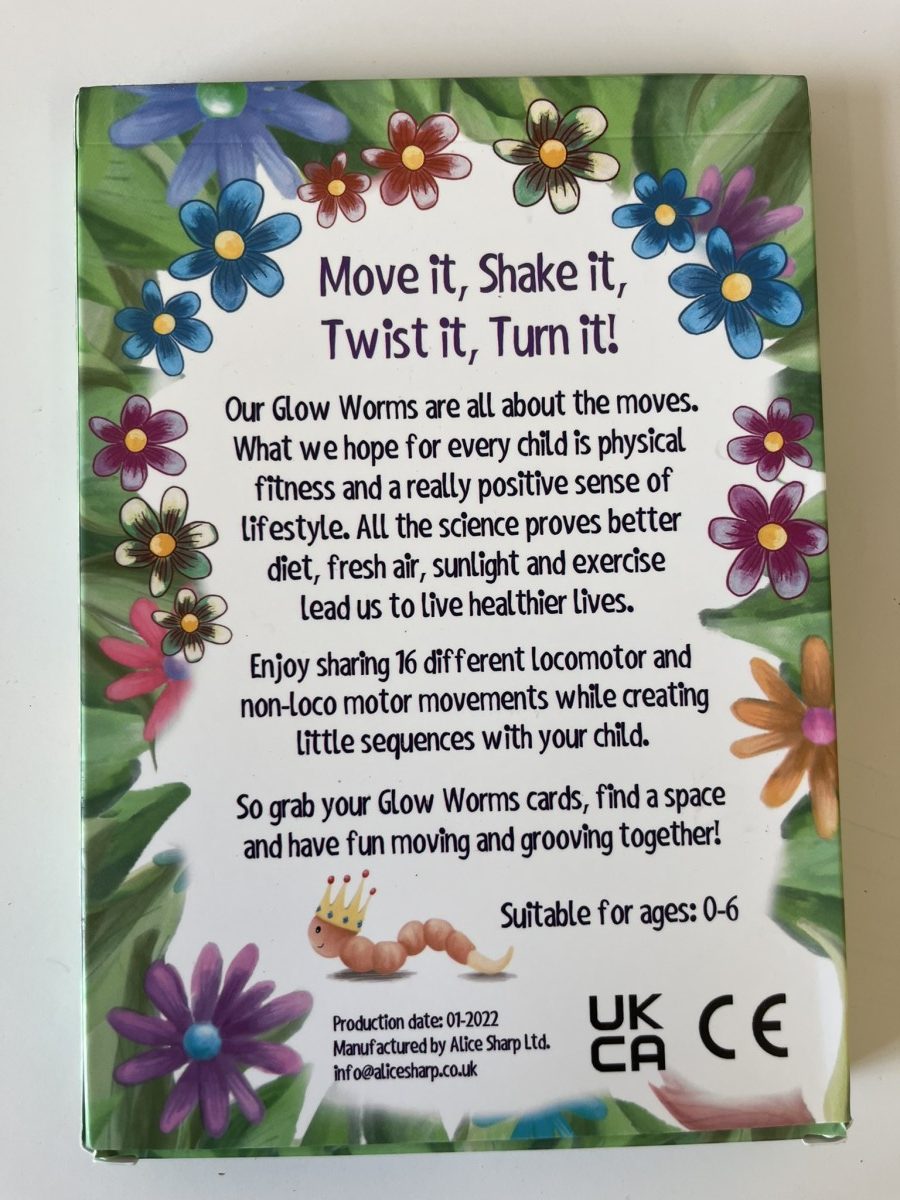 Move it, Shake it,
Twist it, Turn it!
Our Glow Worms are all about the moves.
What we hope for every child is physical
fitness and a really positive sense of
lifestyle. All the science proves better
diet, fresh air, sunlight and exercise
lead us to live healthier lives.
Enjoy sharing 16 different locomotor and
non-loco motor movements while creating
little sequences with your child.
So grab your Glow Worms cards, find a space
and have fun moving and grooving together!
Suitable for ages: 0-6
Production date: 01-2022
Manufactured by Alice Sharp Ltd.
info@alicesharp.co.uk
UK
CA
CE